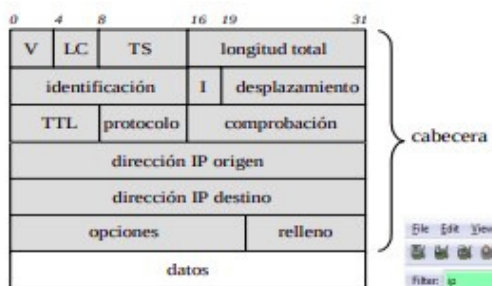 0 4 8 16 19 31
V LC TS longitud total
identificación I desplazamiento
TTL protocolo comprobación
dirección IP origen
dirección IP destino
opciones relleno
datos
cabecera
File Edit View
Filter: ip